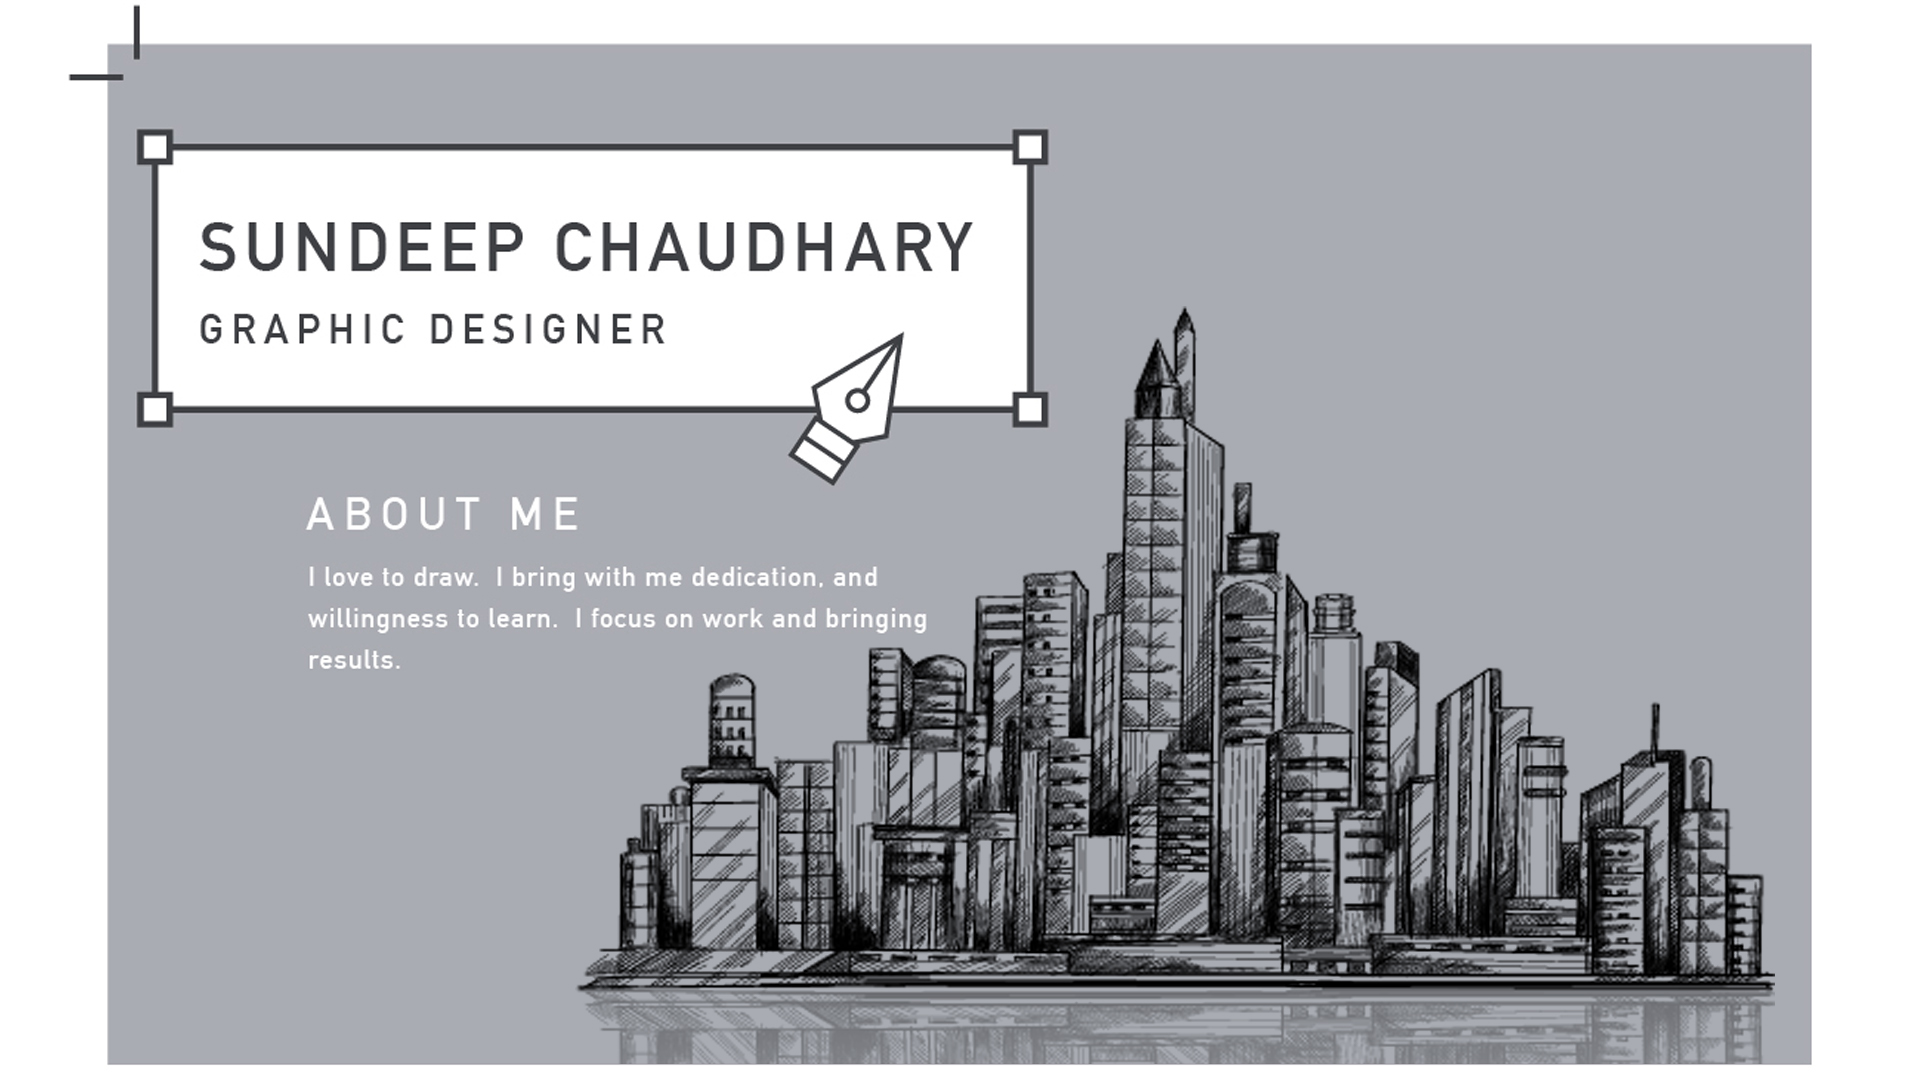 SUNDEEP CHAUDHARY
GRAPHIC DESIGNER
ABOUT ME
I love to draw.  I bring with me dedication, and
willingness to learn.  I focus on work and bringing
results.